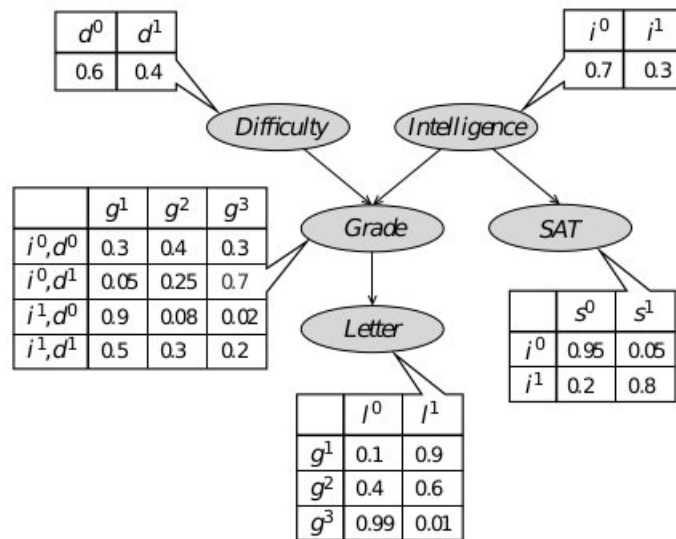 d⁰ d¹
0.6 0.4
i⁰ i¹
0.7 0.3
Difficulty
Intelligence
g¹ g² g³
i⁰,d⁰ 0.3 0.4 0.3
i⁰,d¹ 0.05 0.25 0.7
i¹,d⁰ 0.9 0.08 0.02
i¹,d¹ 0.5 0.3 0.2
Grade
SAT
Letter
s⁰ s¹
i⁰ 0.95 0.05
i¹ 0.2 0.8
l⁰ l¹
g¹ 0.1 0.9
g² 0.4 0.6
g³ 0.99 0.01